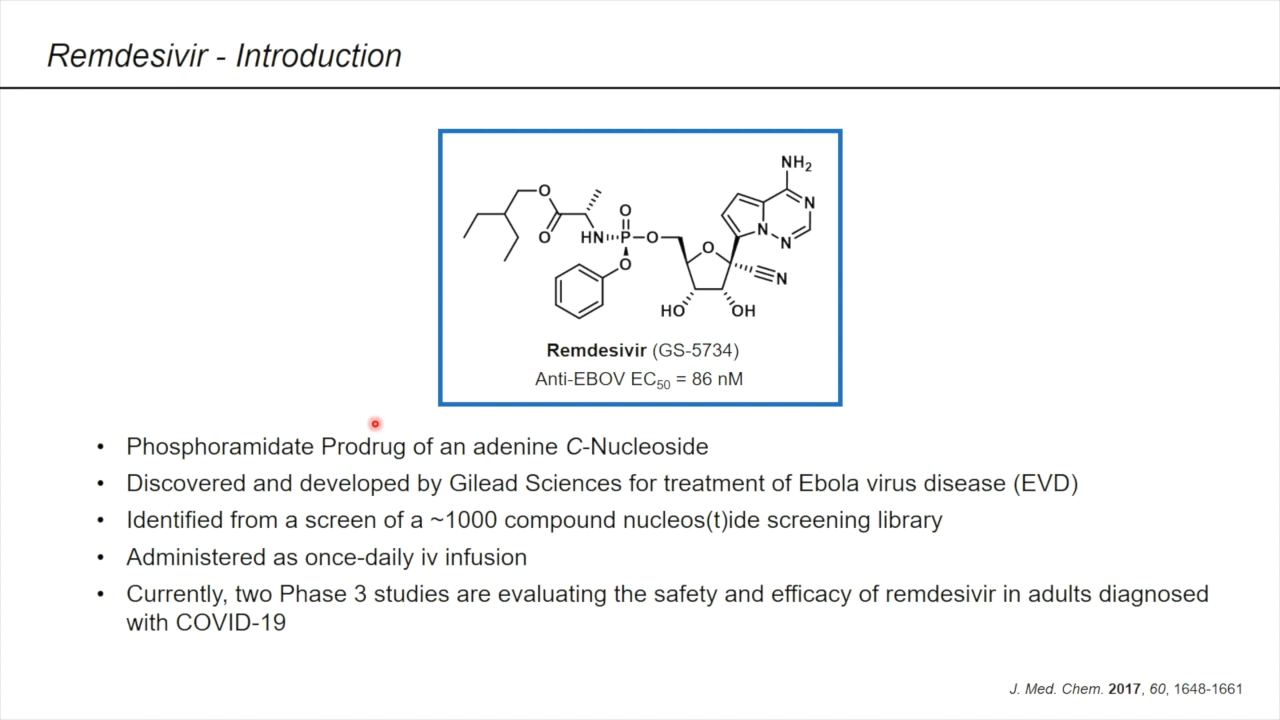 Remdesivir - Introduction
NH2
N
N
N
O
O
O
HN
P
O
O
O
N
HO
OH
Remdesivir (GS-5734)
Anti-EBOV EC50 = 86 nM
• Phosphoramidate Prodrug of an adenine C-Nucleoside
• Discovered and developed by Gilead Sciences for treatment of Ebola virus disease (EVD)
• Identified from a screen of a ~1000 compound nucleos(t)ide screening library
• Administered as once-daily iv infusion
• Currently, two Phase 3 studies are evaluating the safety and efficacy of remdesivir in adults diagnosed
with COVID-19
J. Med. Chem. 2017, 60, 1648-1661